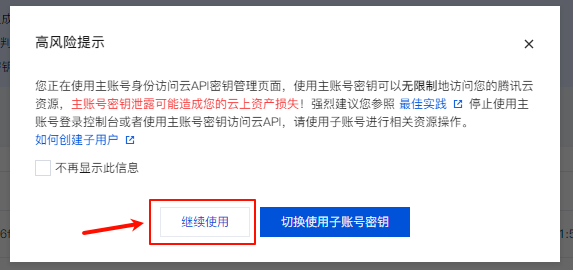 高风险提示
您正在使用主账号身份访问云API密钥管理页面，使用主账号密钥可以无限制地访问您的腾讯云
资源，主账号密钥泄露可能造成您的云上资产损失！强烈建议您参照 最佳实践 停止使用主
账号登录控制台或者使用主账号密钥访问云API，请使用子账号进行相关资源操作。
如何创建子用户
不再显示此信息
继续使用 切换使用子账号密钥